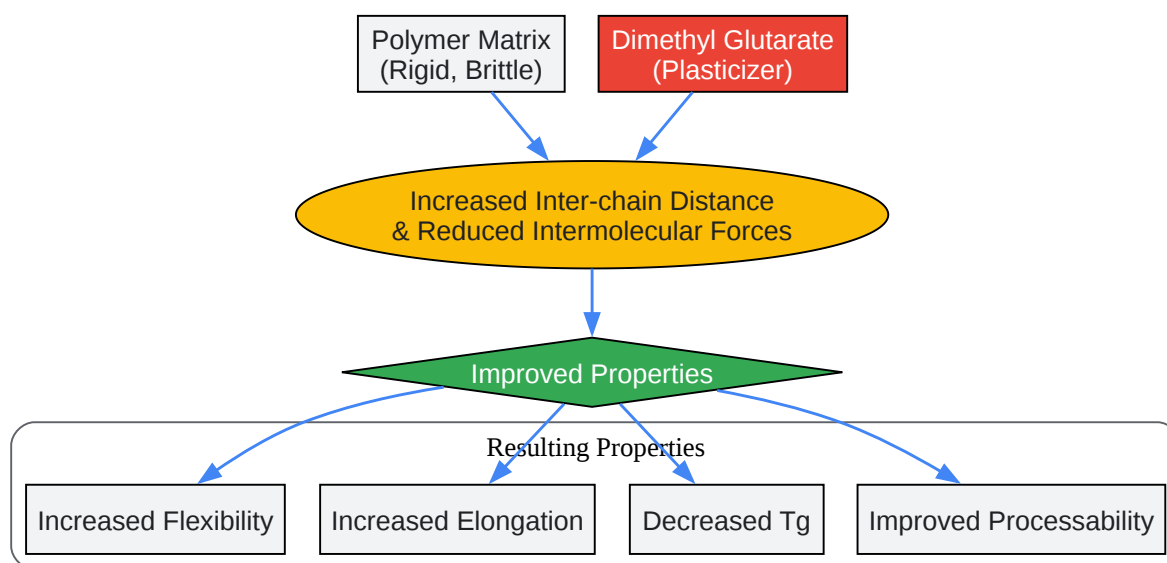 Polymer Matrix
(Rigid, Brittle)
Dimethyl Glutarate
(Plasticizer)
Increased Inter-chain Distance
& Reduced Intermolecular Forces
Improved Properties
Resulting Properties
Increased Flexibility
Increased Elongation
Decreased Tg
Improved Processability